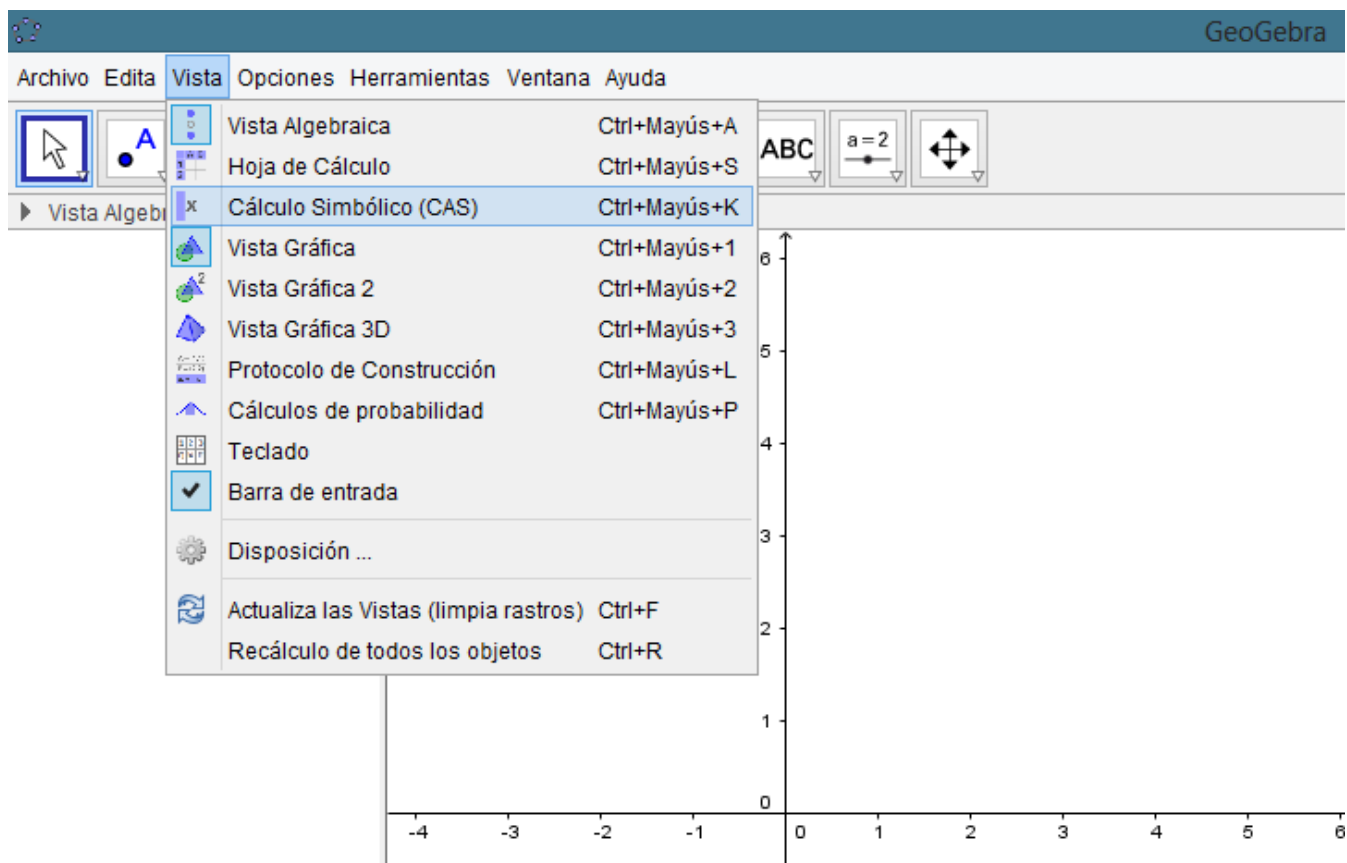 GeoGebra
Archivo Edita Vista Opciones Herramientas Ventana Ayuda
A
ABC
a=2
Vista Algebraica Ctrl+Mayús+A
Hoja de Cálculo Ctrl+Mayús+S
Vista Algebr
x
Cálculo Simbólico (CAS) Ctrl+Mayús+K
Vista Gráfica Ctrl+Mayús+1
2
Vista Gráfica 2 Ctrl+Mayús+2
Vista Gráfica 3D Ctrl+Mayús+3
Protocolo de Construcción Ctrl+Mayús+L
Cálculos de probabilidad Ctrl+Mayús+P
Teclado
Barra de entrada
Disposición ...
Actualiza las Vistas (limpia rastros) Ctrl+F
Recálculo de todos los objetos Ctrl+R
6
5
4
3
2
1
0
-4 -3 -2 -1 0 1 2 3 4 5 6